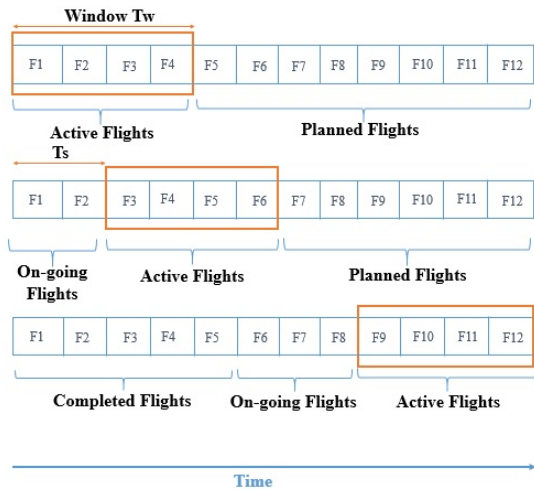 Window Tw
F1 F2 F3 F4 F5 F6 F7 F8 F9 F10 F11 F12
Active Flights Planned Flights
Ts
F1 F2 F3 F4 F5 F6 F7 F8 F9 F10 F11 F12
On-going Flights Active Flights Planned Flights
F1 F2 F3 F4 F5 F6 F7 F8 F9 F10 F11 F12
Completed Flights On-going Flights Active Flights
Time